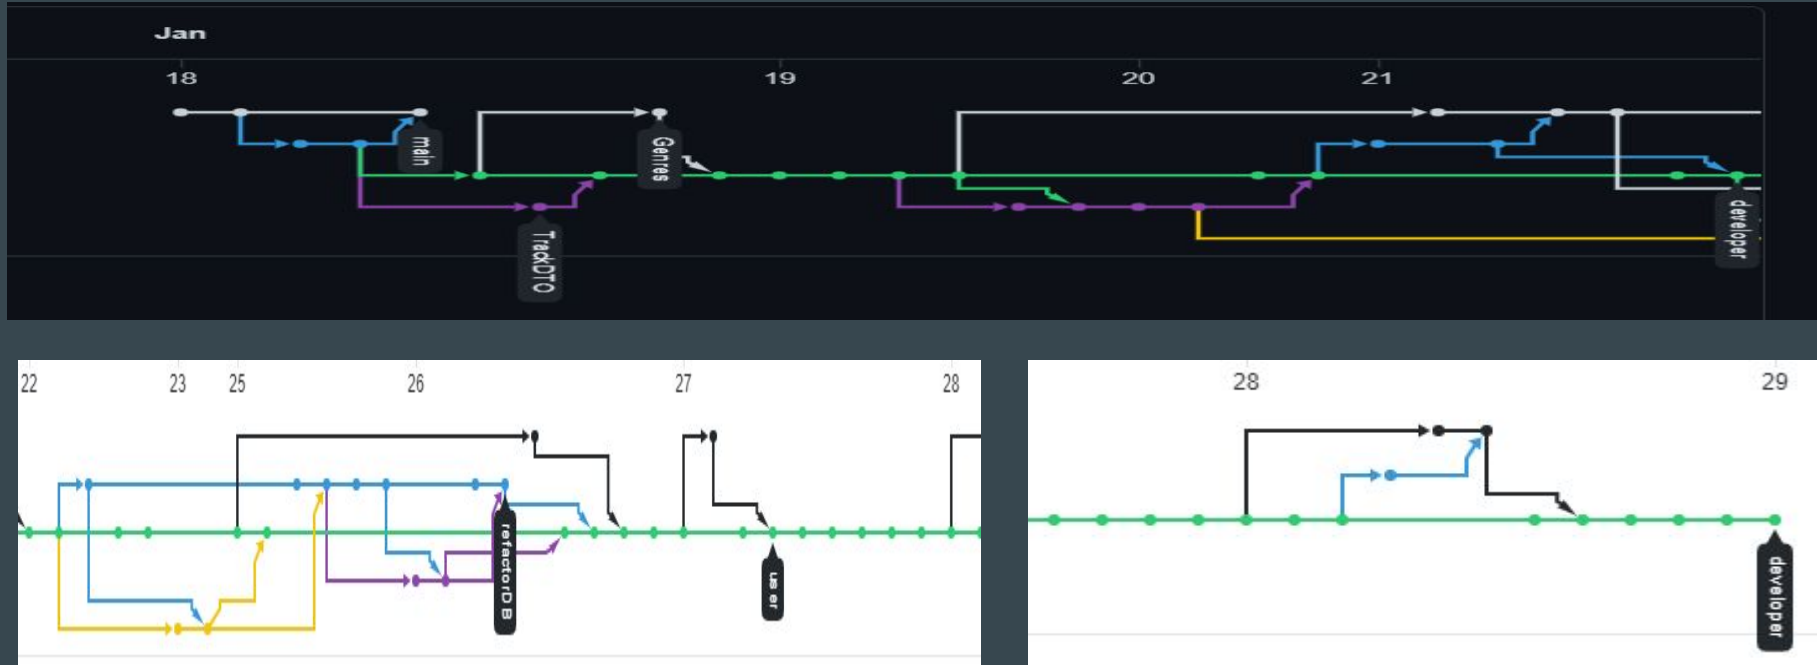 Jan
18 19 20 21
main
Genres
TrackDTO
developer
22 23 25 26 27 28
refactorDB
user
28 29
developer